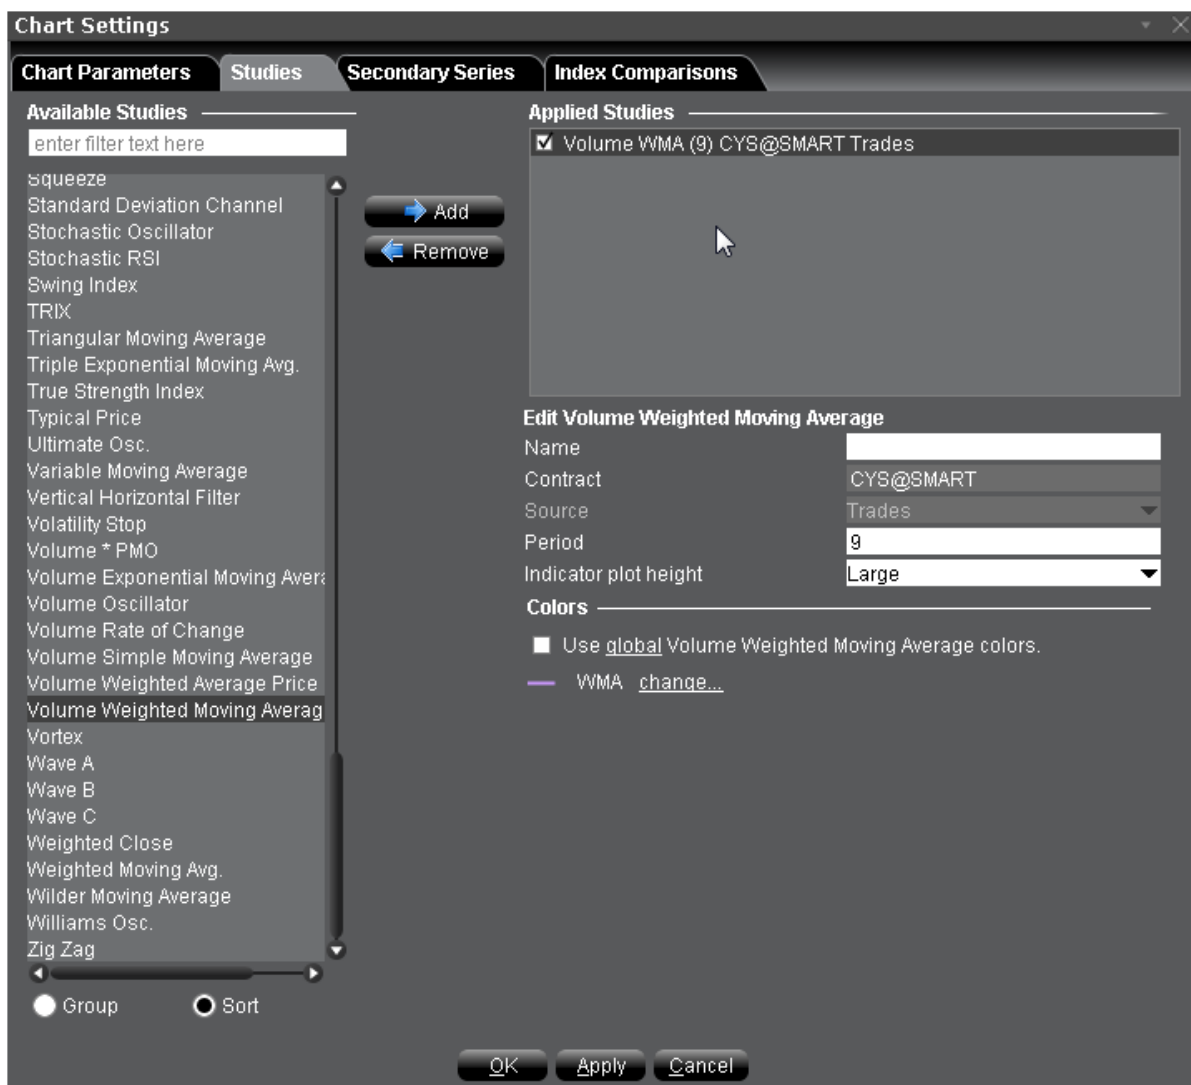 Chart Settings
Chart Parameters
Studies
Secondary Series
Index Comparisons
Available Studies
enter filter text here
Squeeze
Standard Deviation Channel
Stochastic Oscillator
Stochastic RSI
Swing Index
TRIX
Triangular Moving Average
Triple Exponential Moving Avg.
True Strength Index
Typical Price
Ultimate Osc.
Variable Moving Average
Vertical Horizontal Filter
Volatility Stop
Volume * PMO
Volume Exponential Moving Avera
Volume Oscillator
Volume Rate of Change
Volume Simple Moving Average
Volume Weighted Average Price
Volume Weighted Moving Averag
Vortex
Wave A
Wave B
Wave C
Weighted Close
Weighted Moving Avg.
Wilder Moving Average
Williams Osc.
Zig Zag
Group
Sort
Add
Remove
Applied Studies
Volume WMA (9) CYS@SMART Trades
Edit Volume Weighted Moving Average
Name
Contract CYS@SMART
Source Trades
Period 9
Indicator plot height Large
Colors
Use global Volume Weighted Moving Average colors.
WMA change...
OK
Apply
Cancel